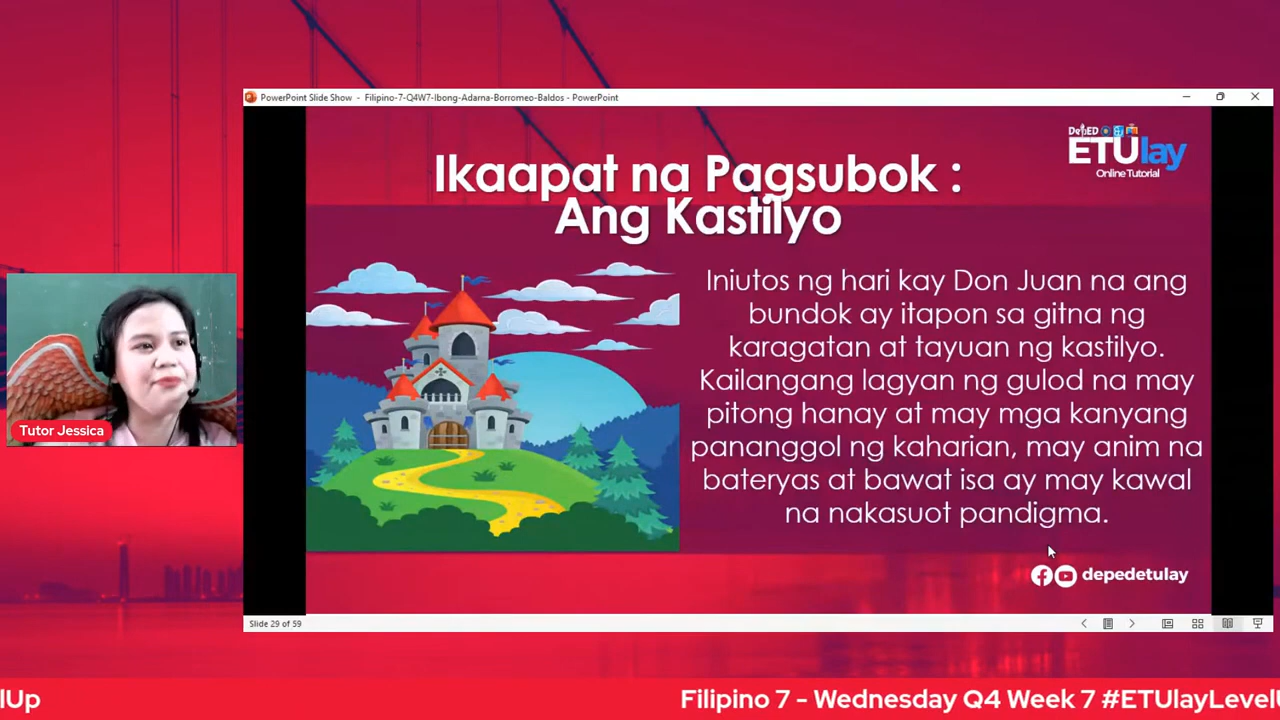 PowerPoint Slide Show - Filipino-7-Q4W7-Ibong-Adarna-Borromeo-Baldos - PowerPoint
DepED
ETUlay
Online Tutorial
Ikaapat na Pagsubok :
Ang Kastilyo
Iniutos ng hari kay Don Juan na ang
bundok ay itapon sa gitna ng
karagatan at tayuan ng kastilyo.
Kailangang lagyan ng gulod na may
pitong hanay at may mga kanyang
pananggol ng kaharian, may anim na
bateryas at bawat isa ay may kawal
na nakasuot pandigma.
Tutor Jessica
depedetulay
Slide 29 of 59
lUp
Filipino 7 - Wednesday Q4 Week 7 #ETUlayLevelU